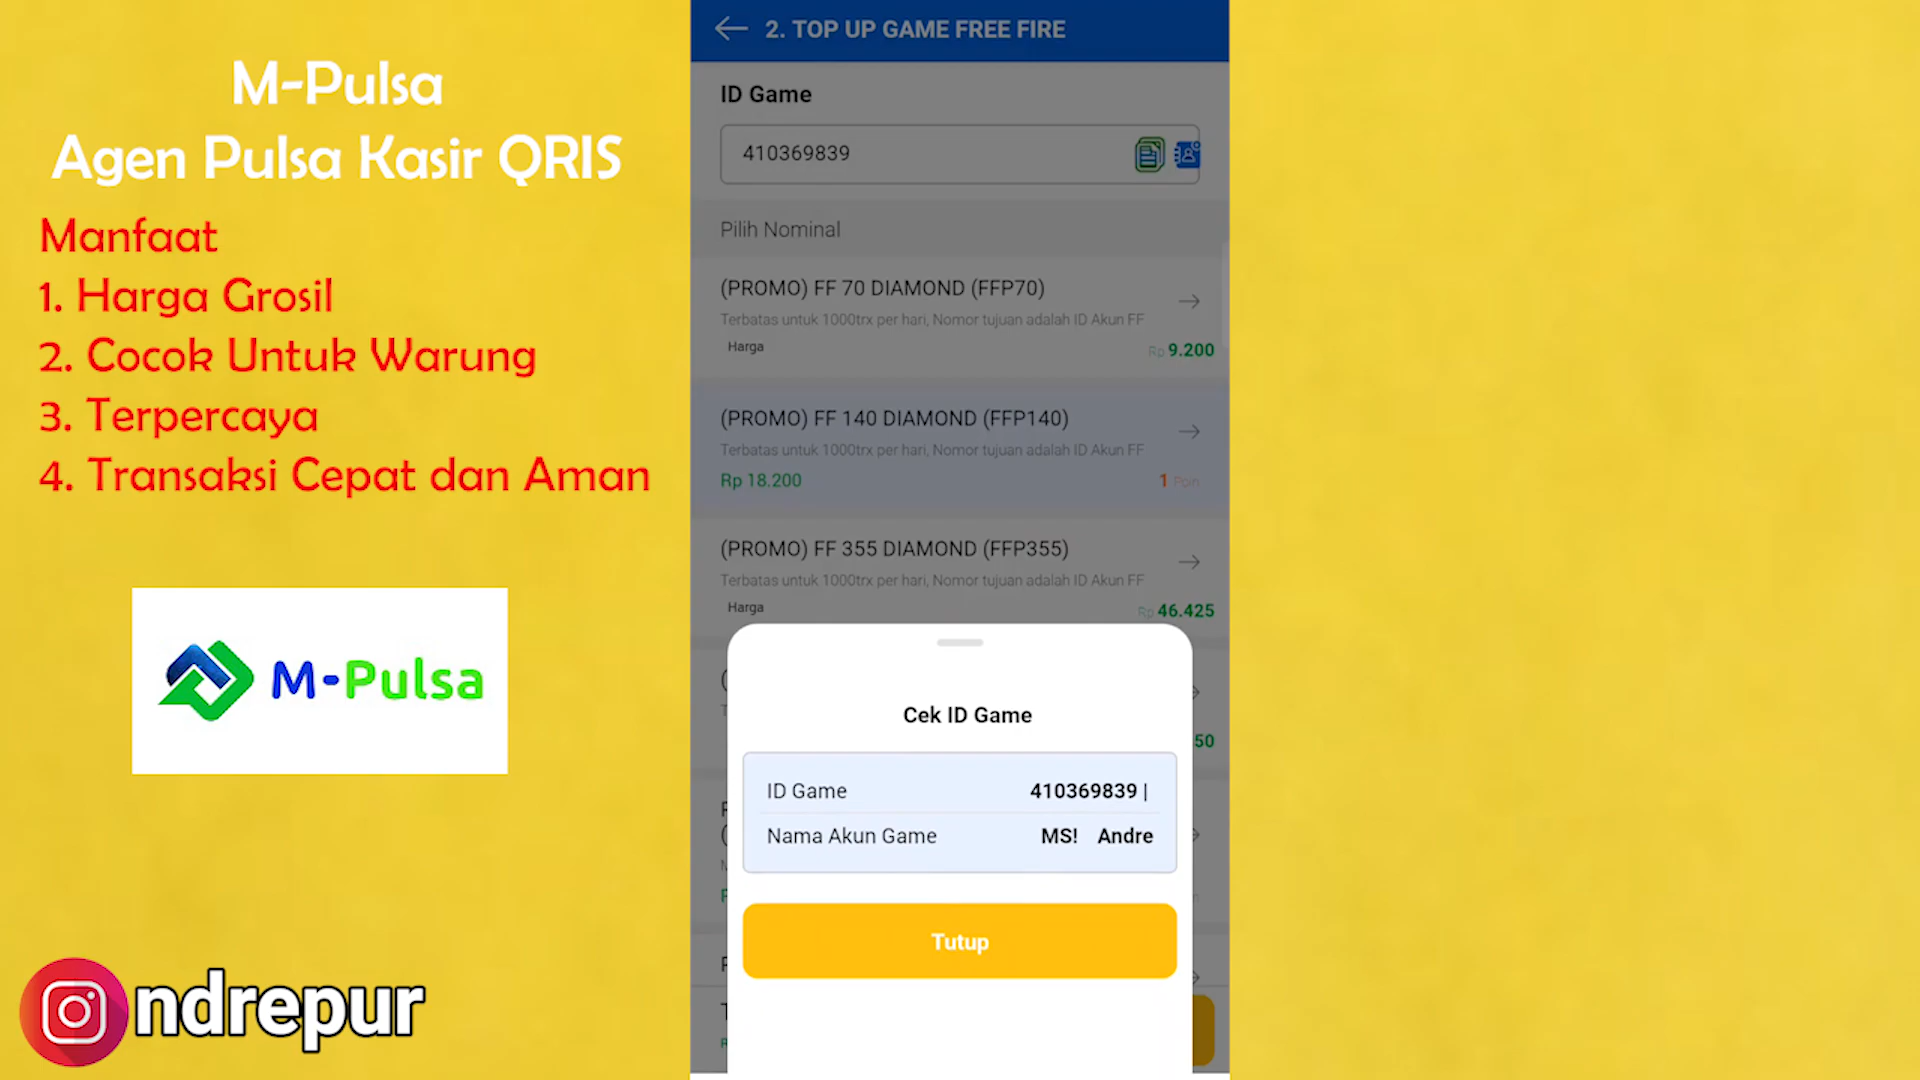 M-Pulsa
Agen Pulsa Kasir QRIS
Manfaat
1. Harga Grosil
2. Cocok Untuk Warung
3. Terpercaya
4. Transaksi Cepat dan Aman
M-Pulsa
ndrepur
2. TOP UP GAME FREE FIRE
ID Game
410369839
Pilih Nominal
(PROMO) FF 70 DIAMOND (FFP70)
Terbatas untuk 1000trx per hari, Nomor tujuan adalah ID Akun FF
Harga
Rp 9.200
(PROMO) FF 140 DIAMOND (FFP140)
Terbatas untuk 1000trx per hari, Nomor tujuan adalah ID Akun FF
Rp 18.200
1 Poin
(PROMO) FF 355 DIAMOND (FFP355)
Terbatas untuk 1000trx per hari, Nomor tujuan adalah ID Akun FF
Harga
Rp 46.425
50
Cek ID Game
ID Game 410369839 |
Nama Akun Game MS! Andre
Tutup